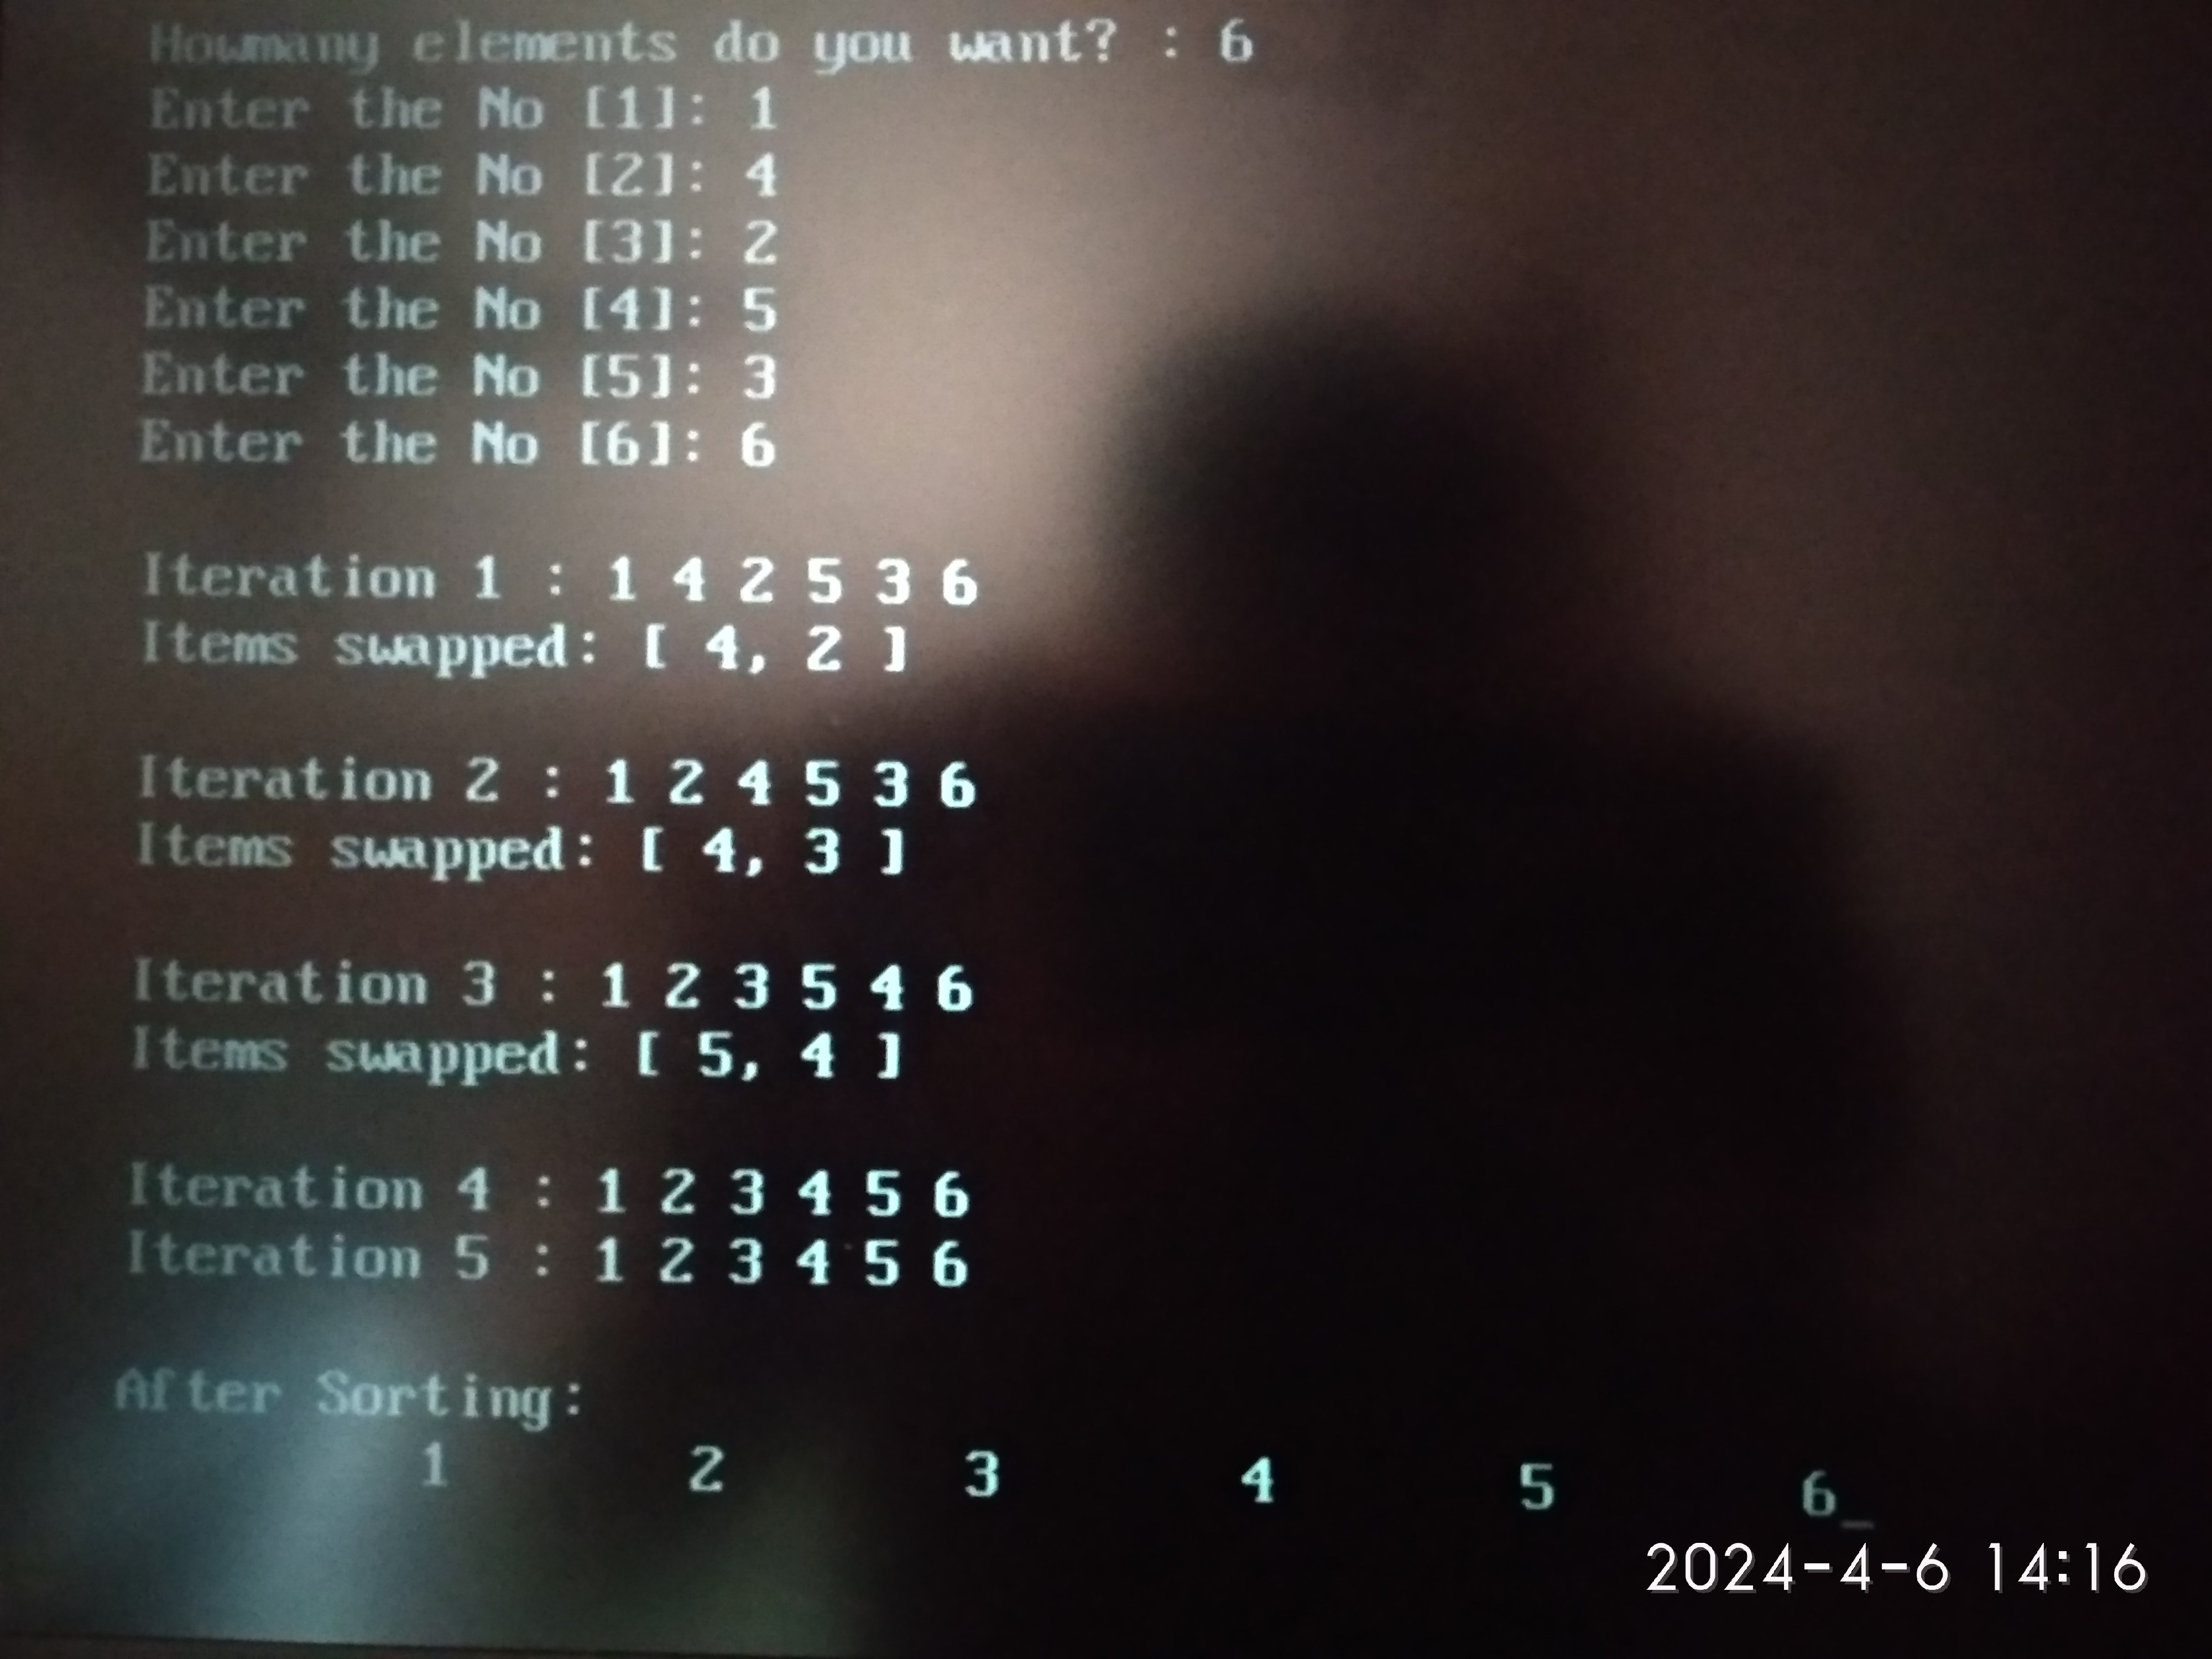 Howmany elements do you want? : 6
Enter the No [1]: 1
Enter the No [2]: 4
Enter the No [3]: 2
Enter the No [4]: 5
Enter the No [5]: 3
Enter the No [6]: 6
Iteration 1 : 1 4 2 5 3 6
Items swapped: [ 4, 2 ]
Iteration 2 : 1 2 4 5 3 6
Items swapped: [ 4, 3 ]
Iteration 3 : 1 2 3 5 4 6
Items swapped: [ 5, 4 ]
Iteration 4 : 1 2 3 4 5 6
Iteration 5 : 1 2 3 4 5 6
After Sorting:
1 2 3 4 5 6_
2024-4-6 14:16